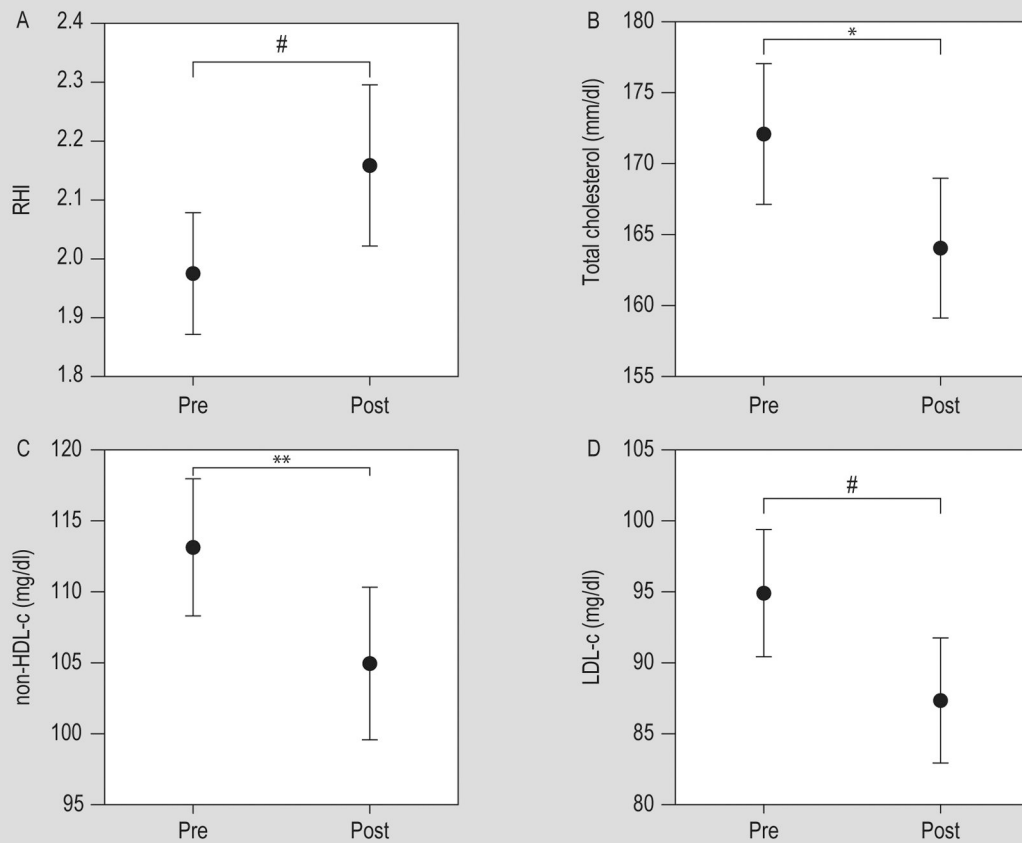 A
2.4
2.3
2.2
2.1
2.0
1.9
1.8
RHI
#
Pre Post
B
180
175
170
165
160
155
Total cholesterol (mm/dl)
*
Pre Post
C
120
115
110
105
100
95
non-HDL-c (mg/dl)
**
Pre Post
D
105
100
95
90
85
80
LDL-c (mg/dl)
#
Pre Post